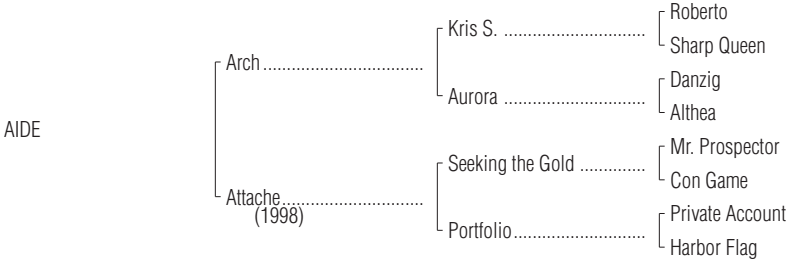 Roberto
Kris S. ..............................
Sharp Queen
Arch ..................................
Danzig
Aurora ..............................
Althea
AIDE
Mr. Prospector
Seeking the Gold ..............
Con Game
Attache..............................
(1998)
Private Account
Portfolio............................
Harbor Flag